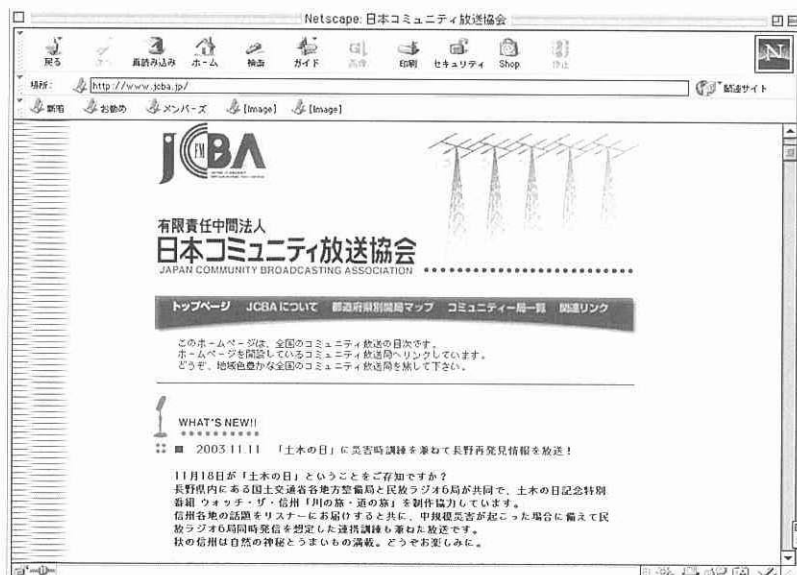 Netscape: 日本コミュニティ放送協会
戻る 再読み込み ホーム 検索 ガイド 画像 印刷 セキュリティ Shop 停止
N
場所: http://www.jcba.jp/ 関連サイト
新着 お勧め メンバーズ [Image] [Image]
JCBA
FM
有限責任中間法人
日本コミュニティ放送協会
JAPAN COMMUNITY BROADCASTING ASSOCIATION
トップページ JCBAについて 都道府県別開局マップ コミュニティー局一覧 関連リンク
このホームページは、全国のコミュニティ放送の目次です。
ホームページを開設しているコミュニティ放送局へリンクしています。
どうぞ、地域色豊かな全国のコミュニティ放送局を旅して下さい。
WHAT'S NEW!!
2003.11.11 「土木の日」に災害時訓練を兼ねて長野再発見情報を放送!
11月18日が「土木の日」ということをご存知ですか?
長野県内にある国土交通省各地方整備局と民放ラジオ6局が共同で、土木の日記念特別
番組 ウォッチ・ザ・信州「川の旅・道の旅」を制作協力しています。
信州各地の話題をリスナーにお届けすると共に、中規模災害が起こった場合に備えて民
放ラジオ6局同時発信を想定した連携訓練も兼ねた放送です。
秋の信州は自然の神秘とうまいもの満載。どうぞお楽しみに。